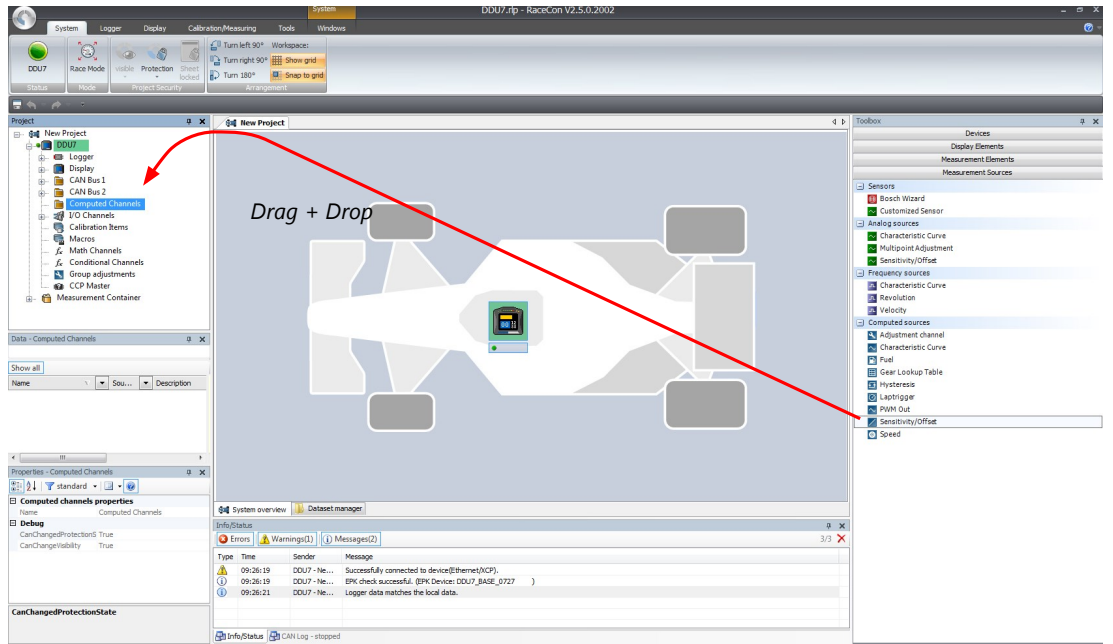 System
DDU7.rlp - RaceCon V2.5.0.2002
System Logger Display Calibration/Measuring Tools Windows
DDU7
Race Mode
visible
Protection
Sheet locked
Turn left 90°
Turn right 90°
Turn 180°
Workspace:
Show grid
Snap to grid
Status
Mode
Project Security
Arrangement
Project
New Project
DDU7
Logger
Display
CAN Bus 1
CAN Bus 2
Computed Channels
I/O Channels
Calibration Items
Macros
fx Math Channels
fx Conditional Channels
Group adjustments
CCP Master
Measurement Container
Data - Computed Channels
Show all
Name Sou... Description
Properties - Computed Channels
standard
Computed channels properties
Name Computed Channels
Debug
CanChangedProtectionS True
CanChangeVisibility True
CanChangedProtectionState
New Project
Drag + Drop
System overview Dataset manager
Info/Status
Errors Warnings(1) Messages(2) 3/3
Type Time Sender Message
09:26:19 DDU7 - Ne... Successfully connected to device(Ethernet/XCP).
09:26:19 DDU7 - Ne... EPK check successful. (EPK Device: DDU7_BASE_0727 )
09:26:21 DDU7 - Ne... Logger data matches the local data.
Info/Status CAN Log - stopped
Toolbox
Devices
Display Elements
Measurement Elements
Measurement Sources
Sensors
Bosch Wizard
Customized Sensor
Analog sources
Characteristic Curve
Multipoint Adjustment
Sensitivity/Offset
Frequency sources
Characteristic Curve
Revolution
Velocity
Computed sources
Adjustment channel
Characteristic Curve
Fuel
Gear Lookup Table
Hysteresis
Laptrigger
PWM Out
Sensitivity/Offset
Speed